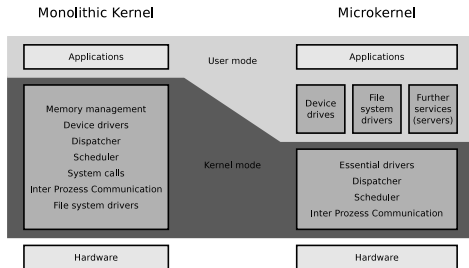 Monolithic Kernel
Microkernel
Applications
User mode
Applications
Device
drives
File
system
drivers
Further
services
(servers)
Memory management
Device drivers
Dispatcher
Scheduler
System calls
Inter Prozess Communication
File system drivers
Kernel mode
Essential drivers
Dispatcher
Scheduler
Inter Prozess Communication
Hardware
Hardware